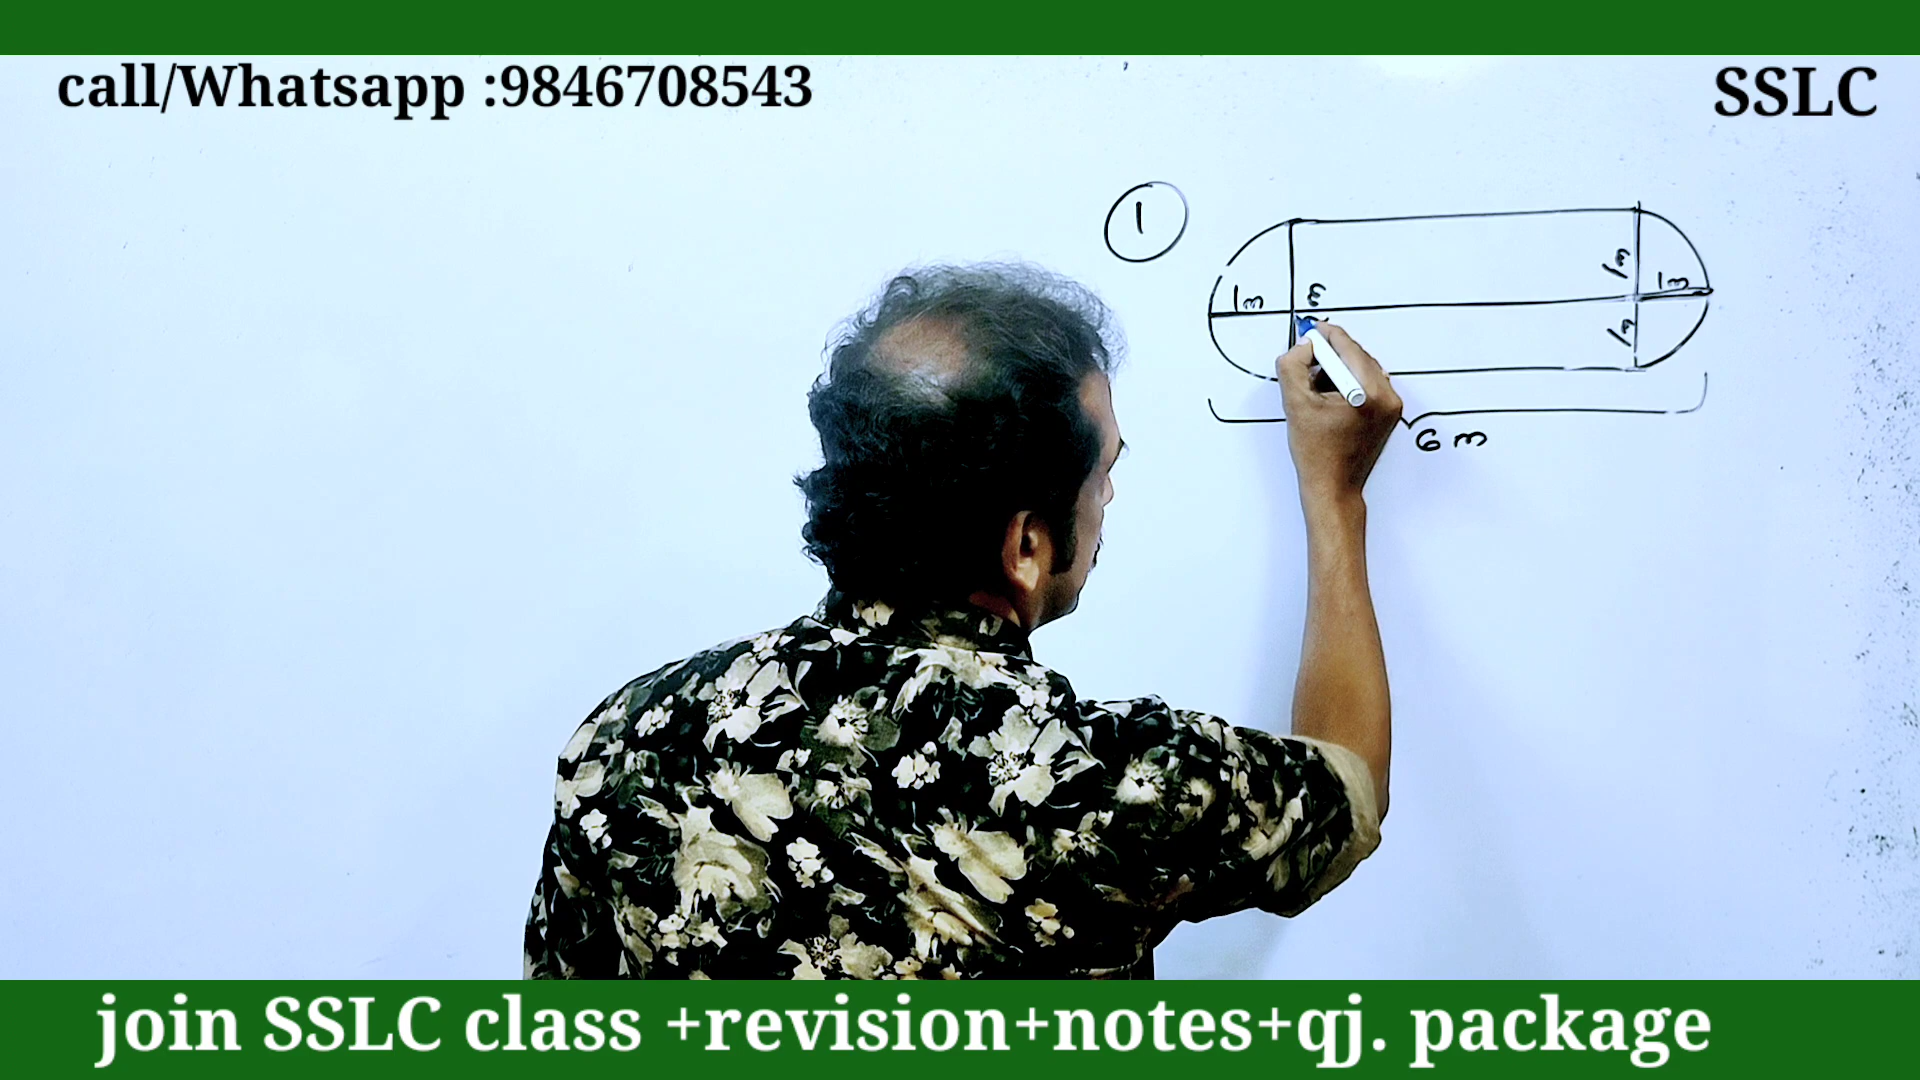 call/Whatsapp :9846708543
SSLC
1
1m
m
1m
1m
1m
6 m
join SSLC class +revision+notes+qj. package